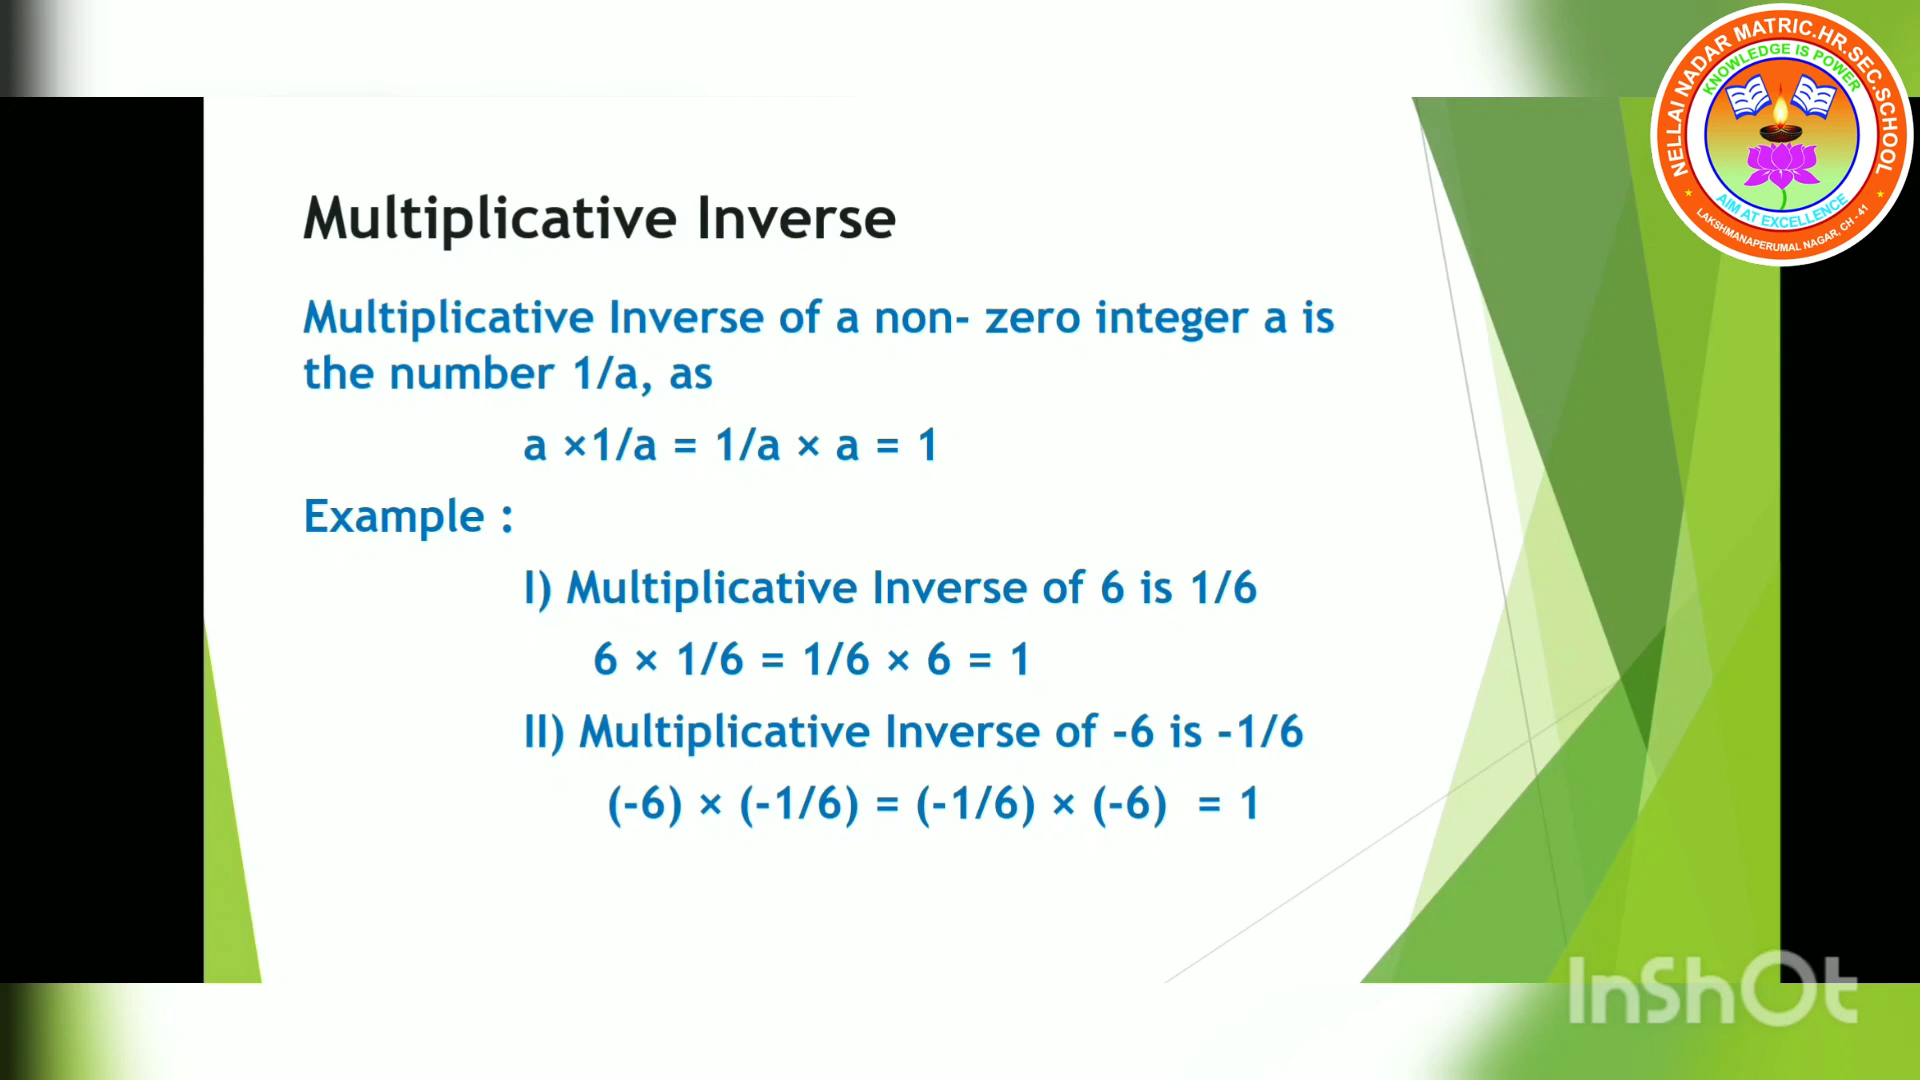 NELLAI NADAR MATRIC.HR.SEC.SCHOOL
KNOWLEDGE IS POWER
AIM AT EXCELLENCE
LAKSHMANAPERUMAL NAGAR, CH - 41
Multiplicative Inverse
Multiplicative Inverse of a non- zero integer a is
the number 1/a, as
a ×1/a = 1/a × a = 1
Example :
I) Multiplicative Inverse of 6 is 1/6
6 × 1/6 = 1/6 × 6 = 1
II) Multiplicative Inverse of -6 is -1/6
(-6) × (-1/6) = (-1/6) × (-6)  = 1
InShOt